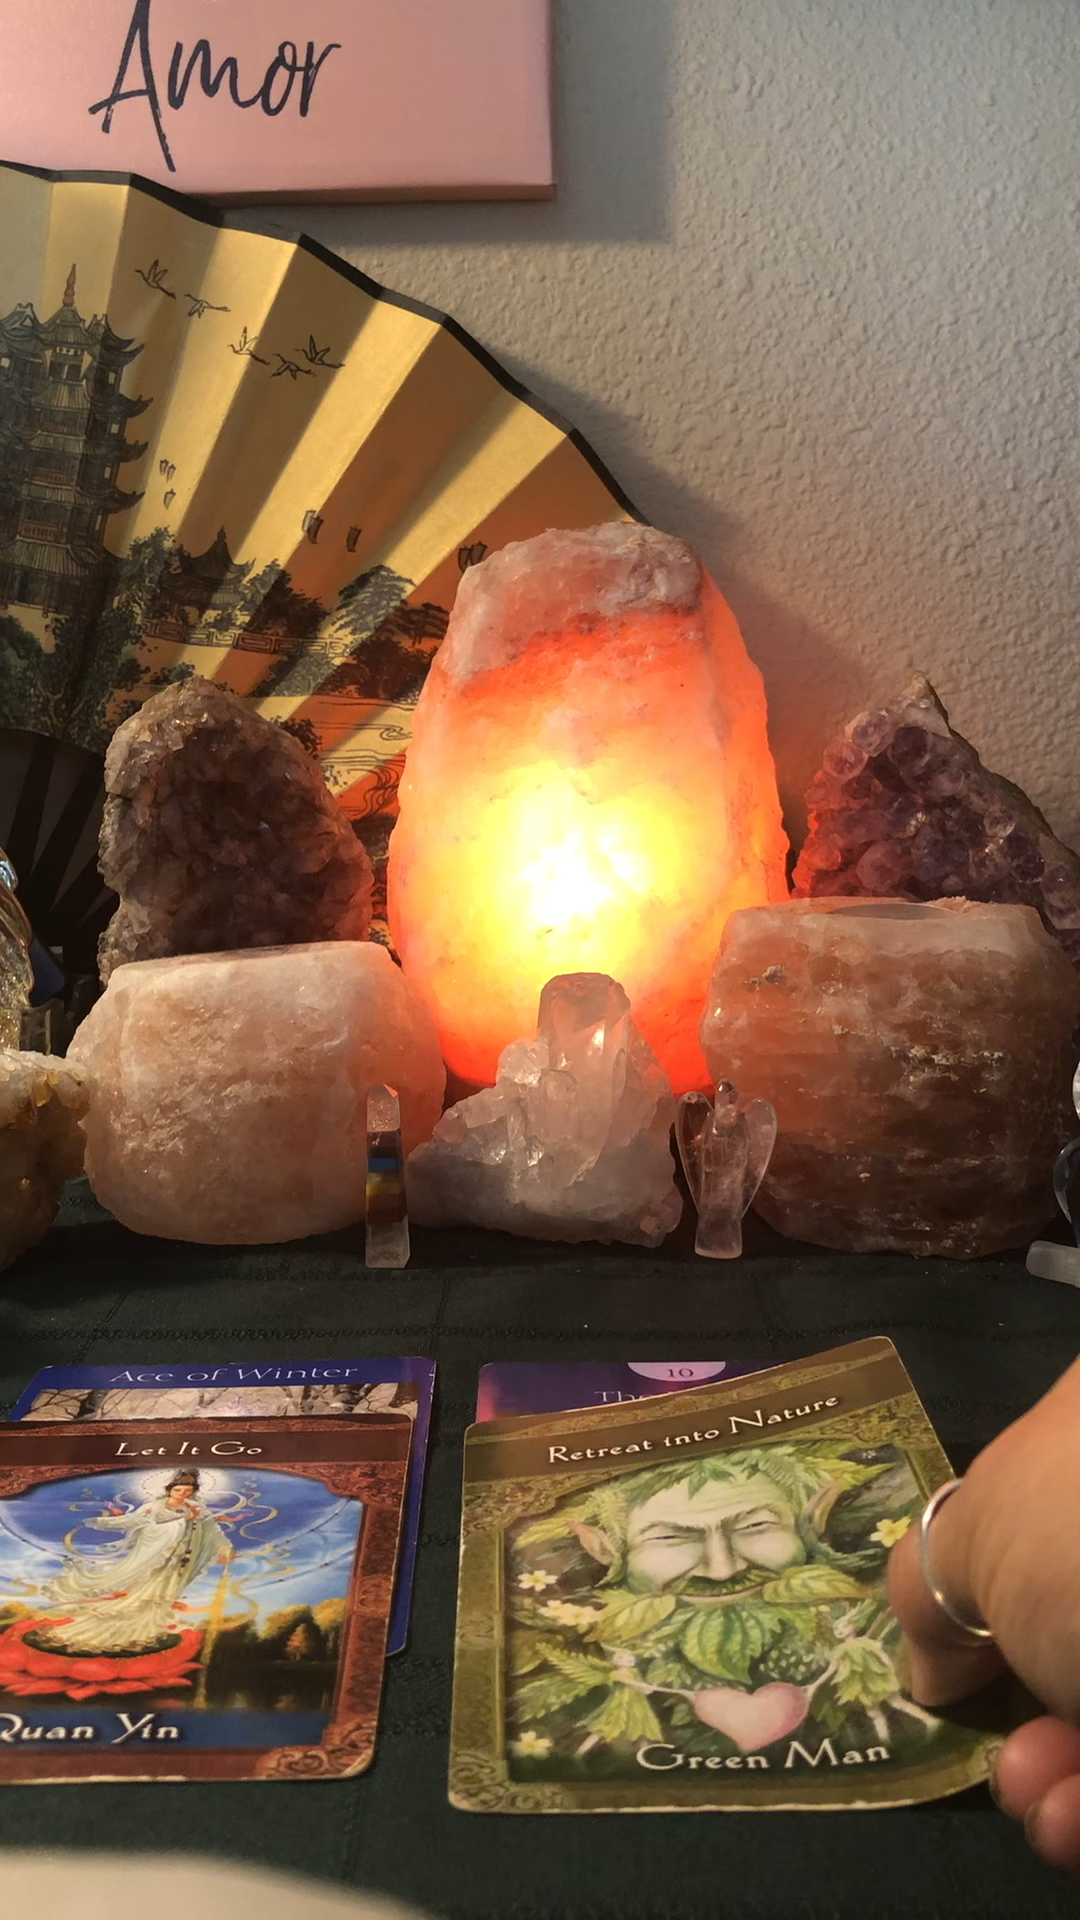 Amor
Ace of Winter
Let It Go
Quan Yin
10
Retreat into Nature
Green Man